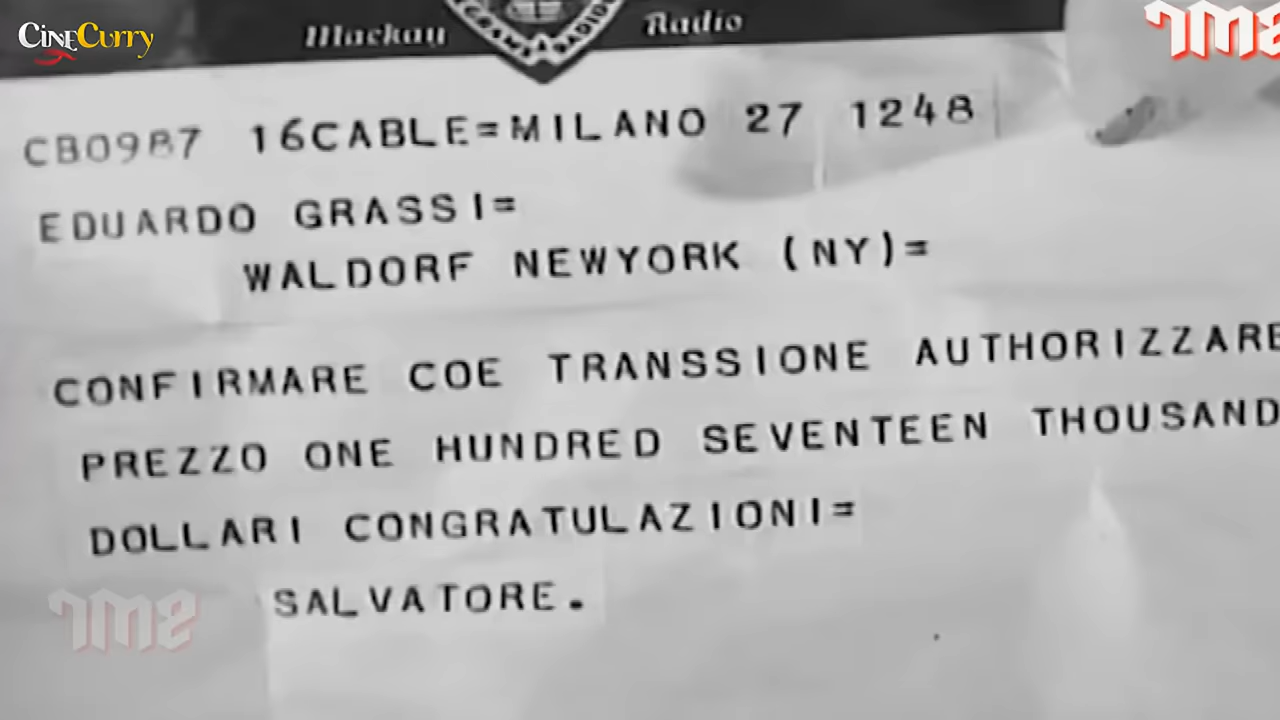 CINECURRY
Mackay Radio
CB0987 16CABLE=MILANO 27 1248
EDUARDO GRASSI=
WALDORF NEWYORK (NY)=
CONFIRMARE COE TRANSSIONE AUTHORIZZARE
PREZZO ONE HUNDRED SEVENTEEN THOUSAND
DOLLARI CONGRATULAZIONI=
SALVATORE.